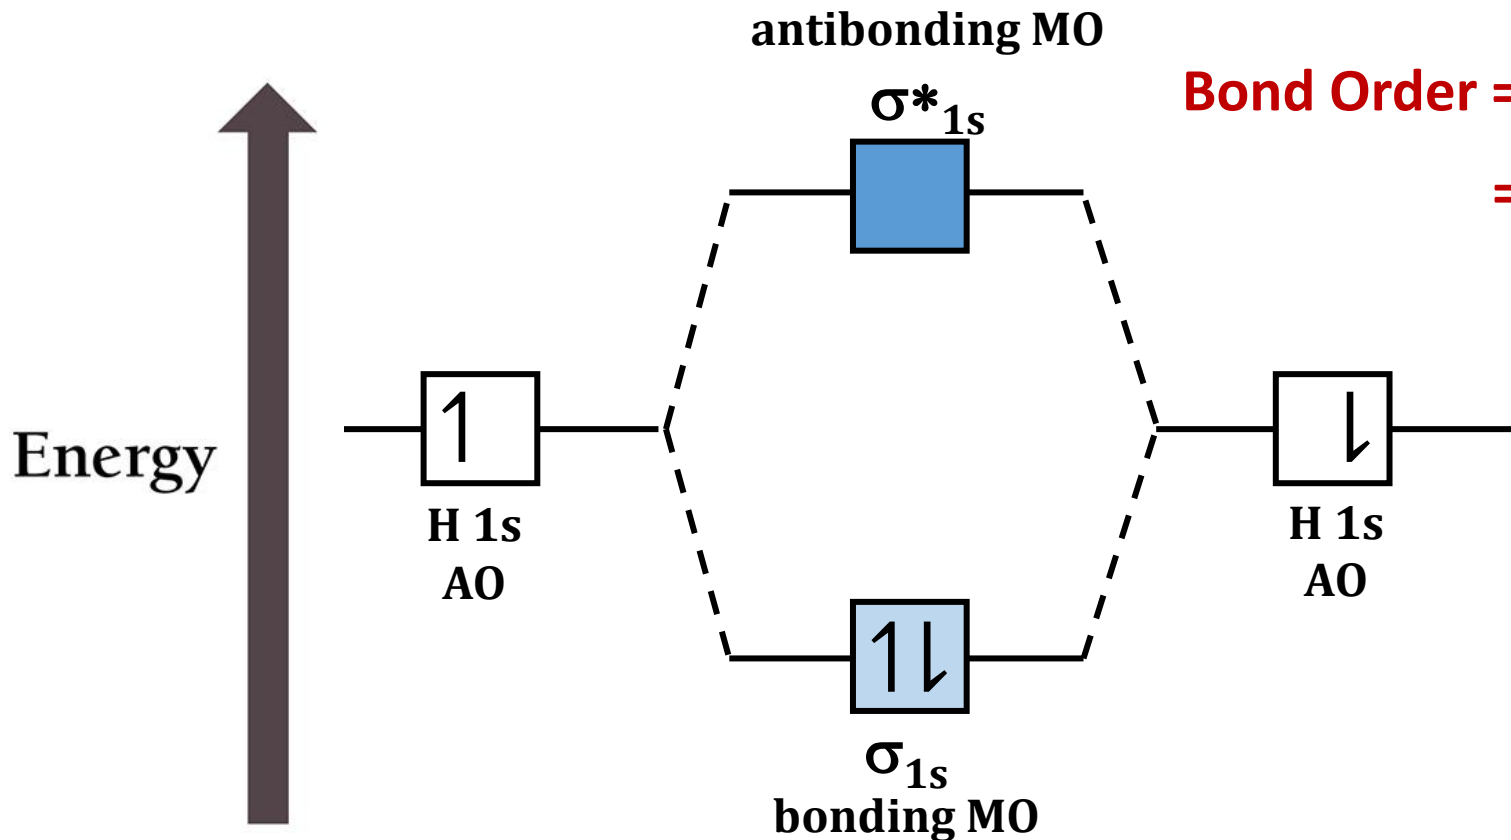 antibonding MO
σ*1s
Bond Order =
=
Energy
H 1s
AO
H 1s
AO
σ1s
bonding MO